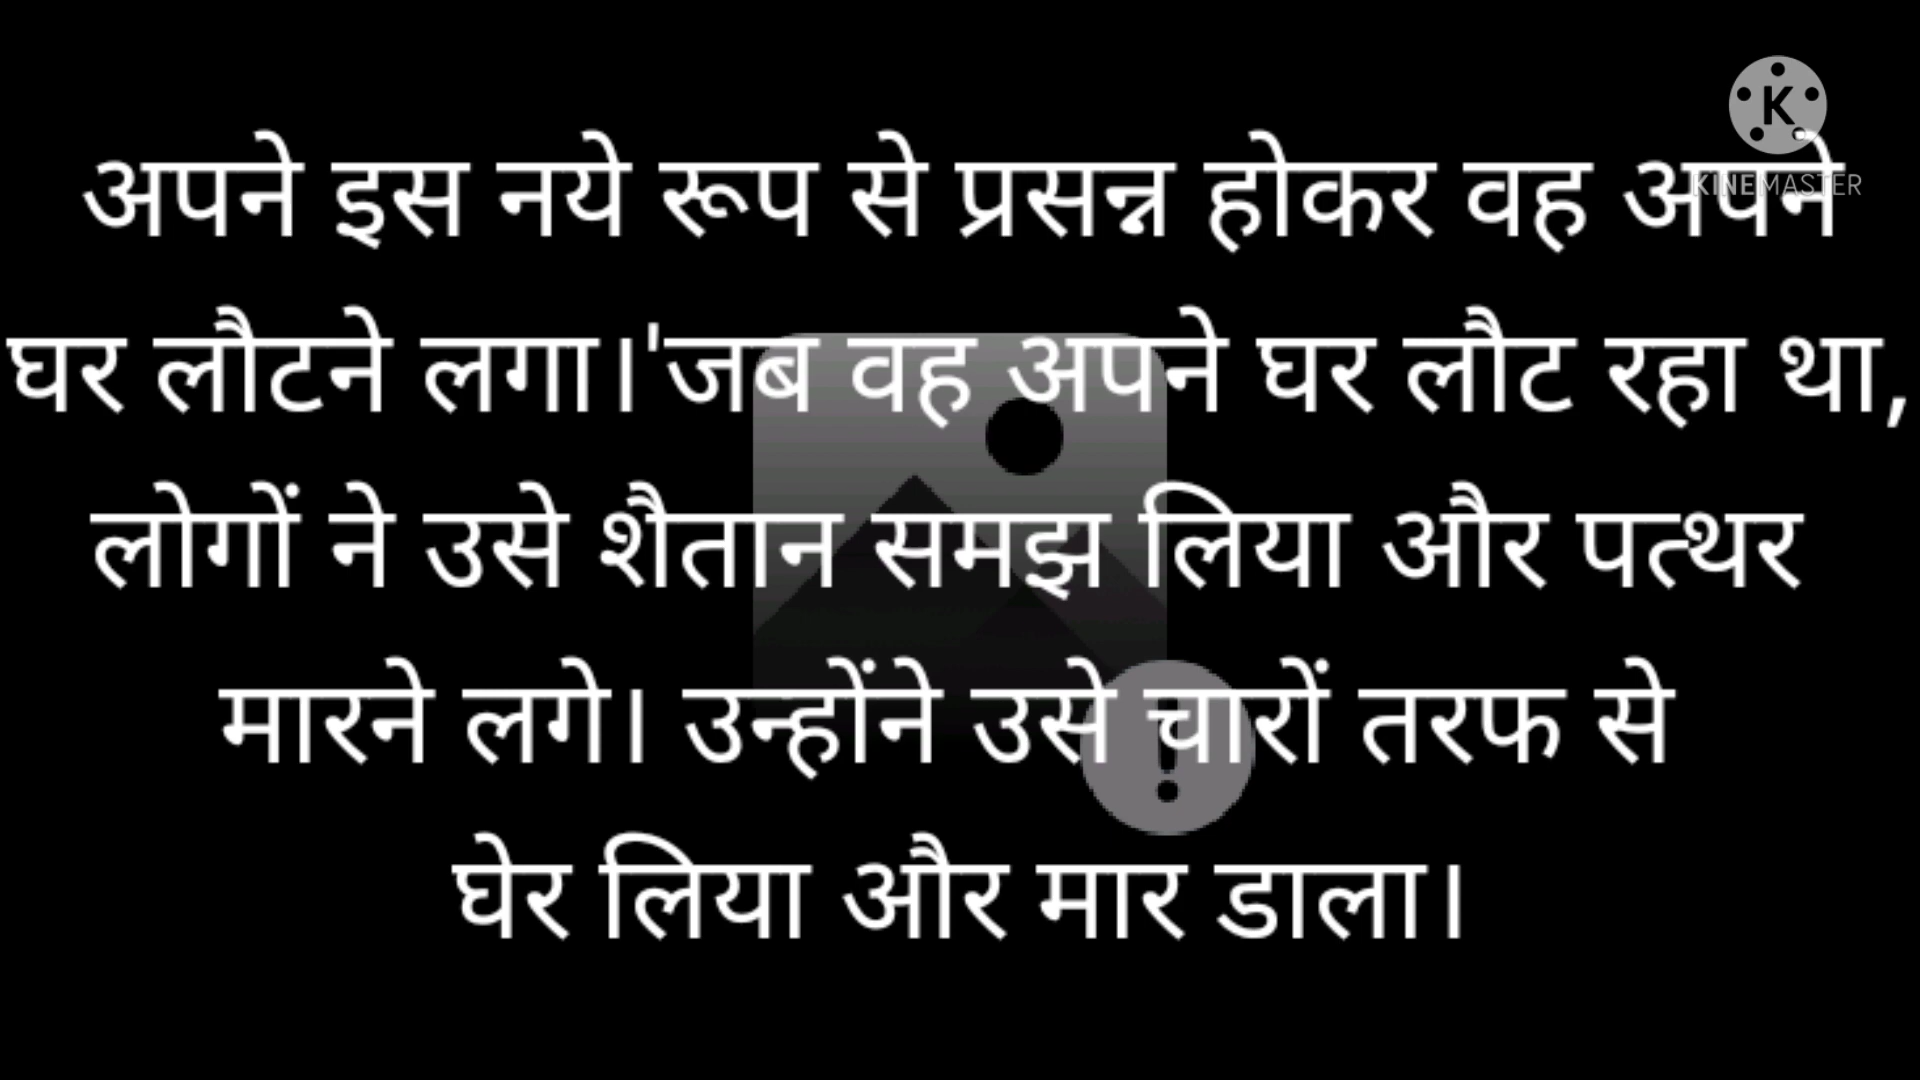 अपने इस नये रूप से प्रसन्न होकर वह अपने
घर लौटने लगा।'जब वह अपने घर लौट रहा था,
लोगों ने उसे शैतान समझ लिया और पत्थर
मारने लगे। उन्होंने उसे चारों तरफ से
घेर लिया और मार डाला।
K
KINEMASTER